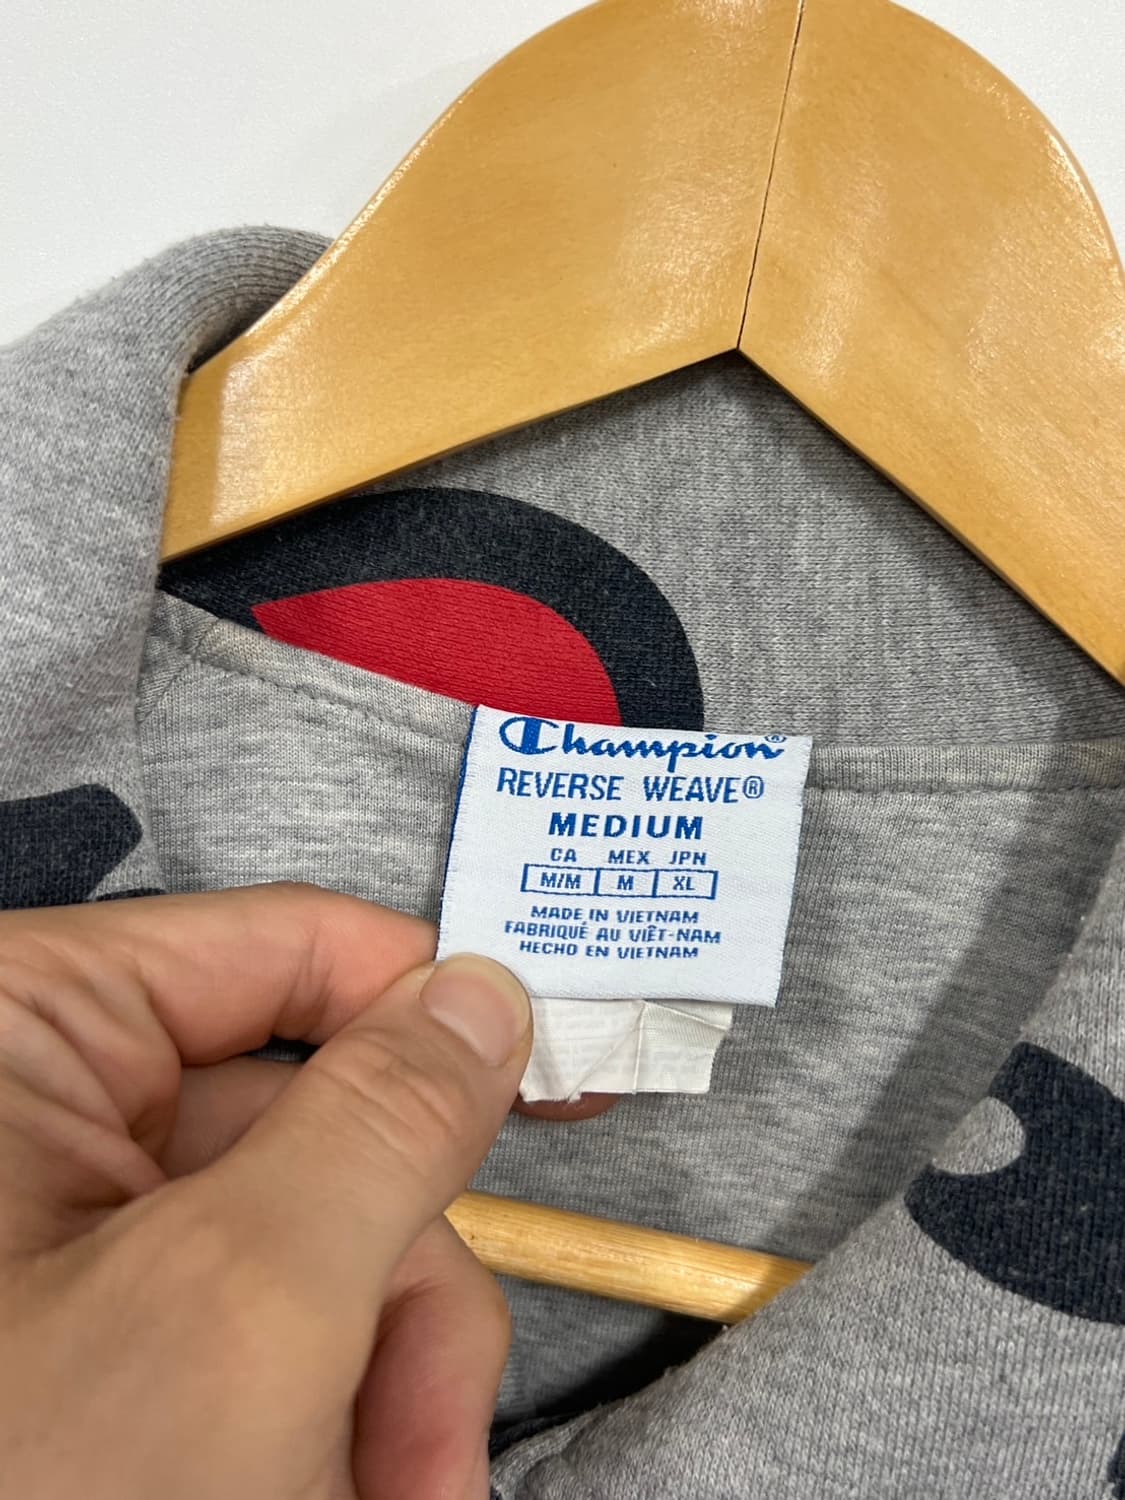 Champion®
REVERSE WEAVE®
MEDIUM
CA MEX JPN
M/M M XL
MADE IN VIETNAM
FABRIQUÉ AU VIÊT-NAM
HECHO EN VIETNAM